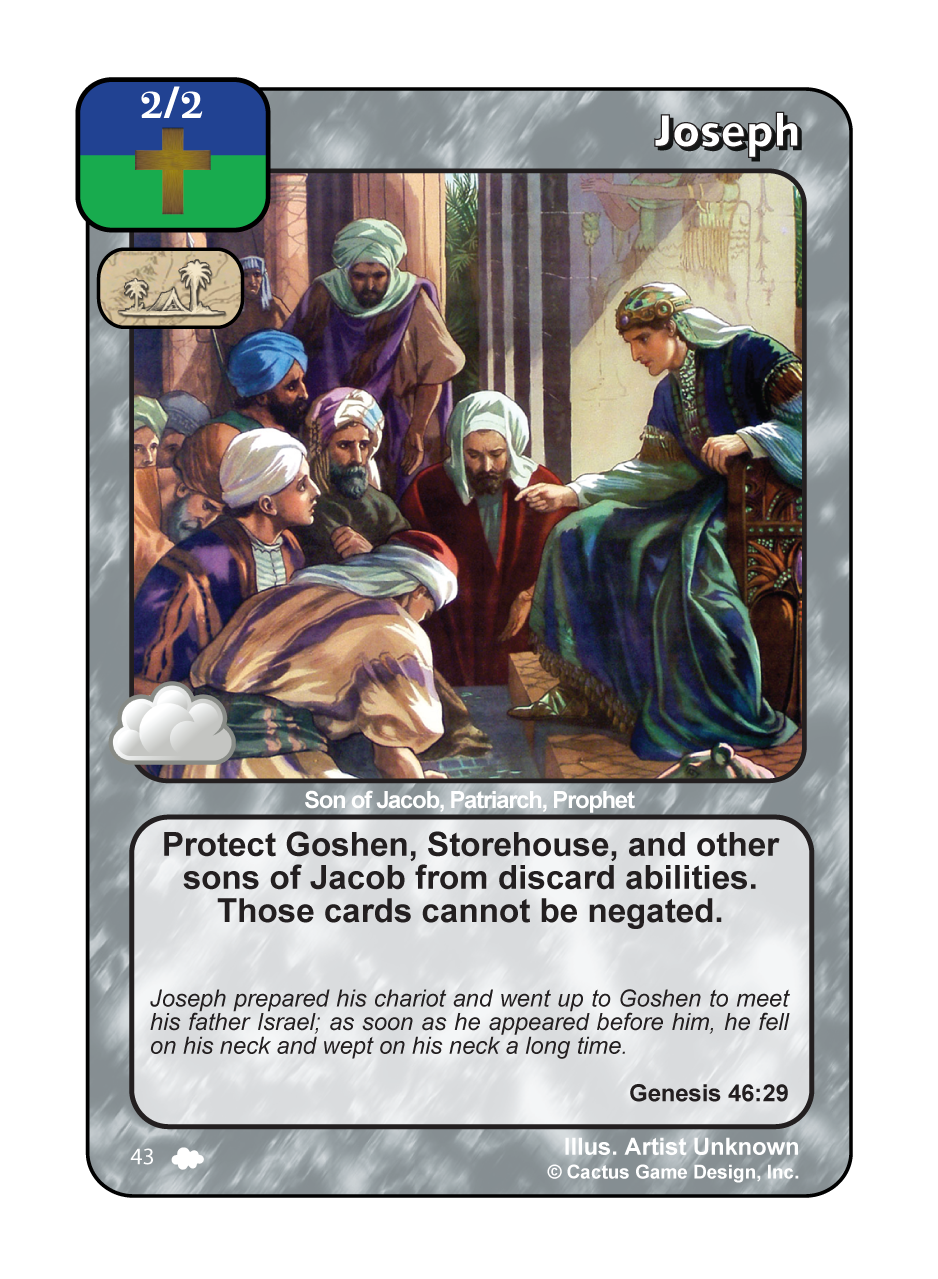 2/2
Joseph
Son of Jacob, Patriarch, Prophet
Protect Goshen, Storehouse, and other
sons of Jacob from discard abilities.
Those cards cannot be negated.
Joseph prepared his chariot and went up to Goshen to meet
his father Israel; as soon as he appeared before him, he fell
on his neck and wept on his neck a long time.
Genesis 46:29
43
Illus. Artist Unknown
© Cactus Game Design, Inc.